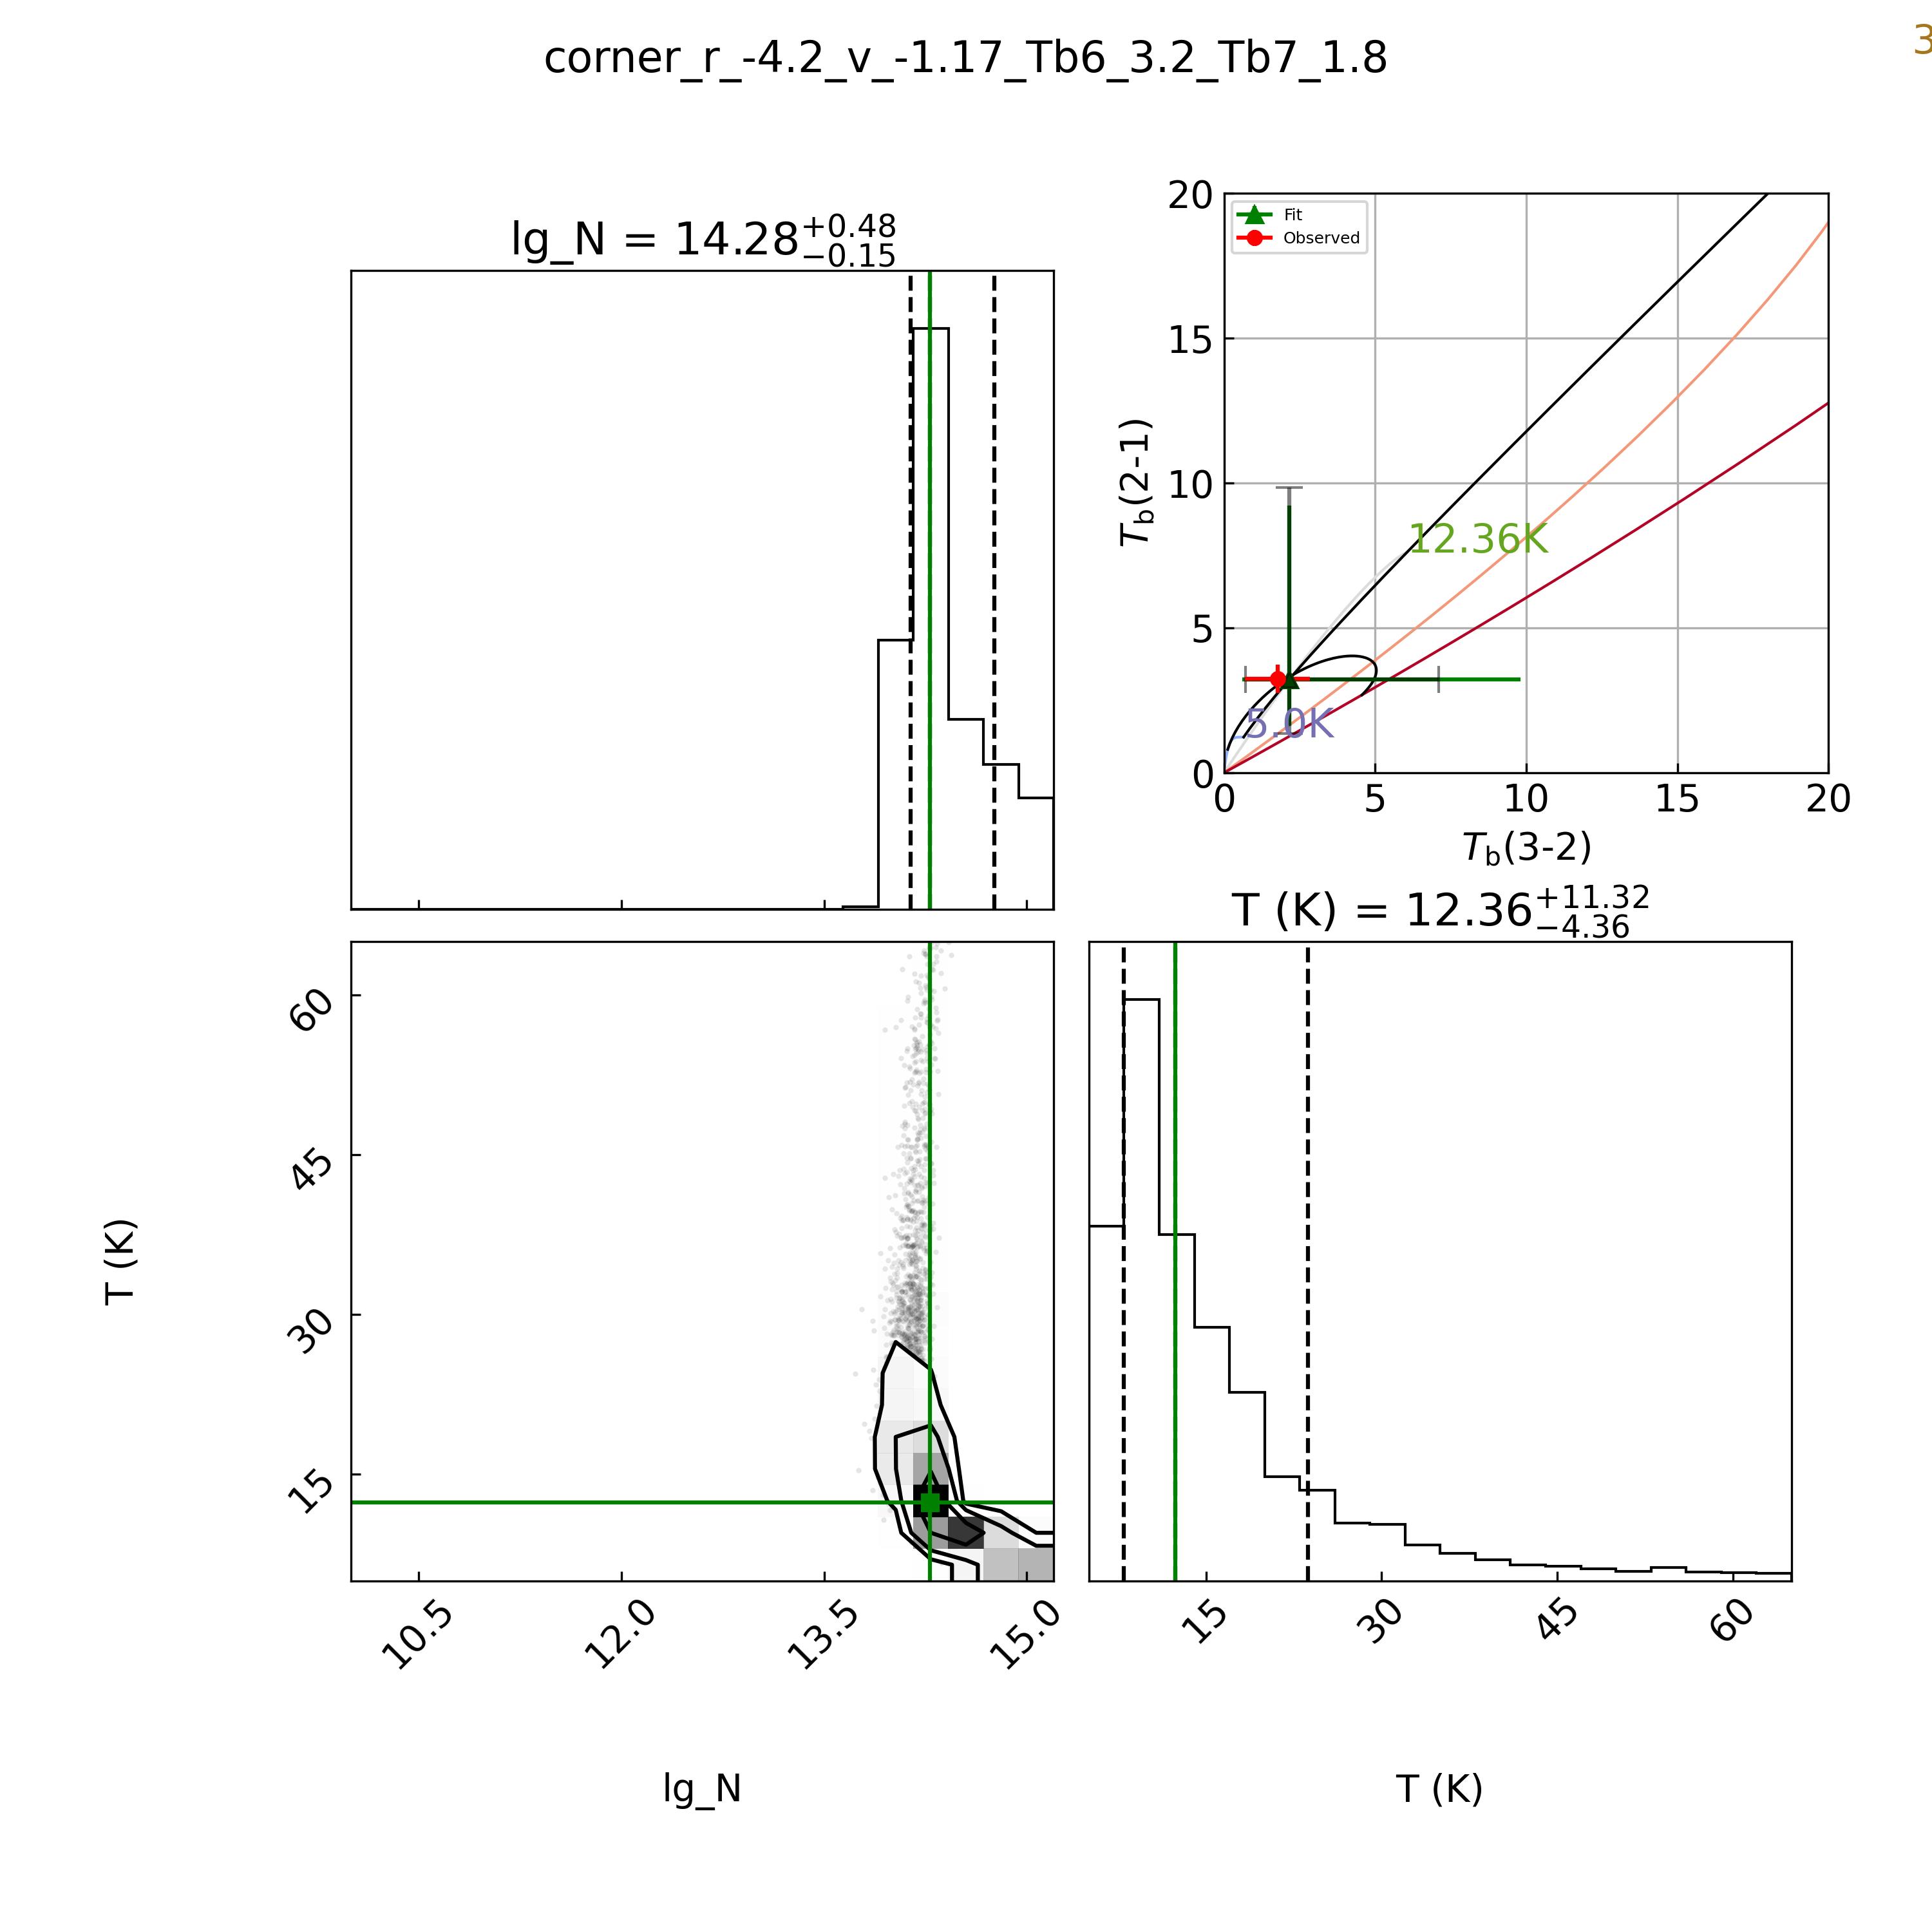 3
corner_r_-4.2_v_-1.17_Tb6_3.2_Tb7_1.8
lg_N = 14.28+0.48−0.15
20
15
10
5
0
Fit
Observed
12.36K
5.0K
Tb(2-1)
0 5 10 15 20
Tb(3-2)
T (K) = 12.36+11.32−4.36
60
45
30
15
T (K)
10.5 12.0 13.5 15.0
lg_N
15 30 45 60
T (K)